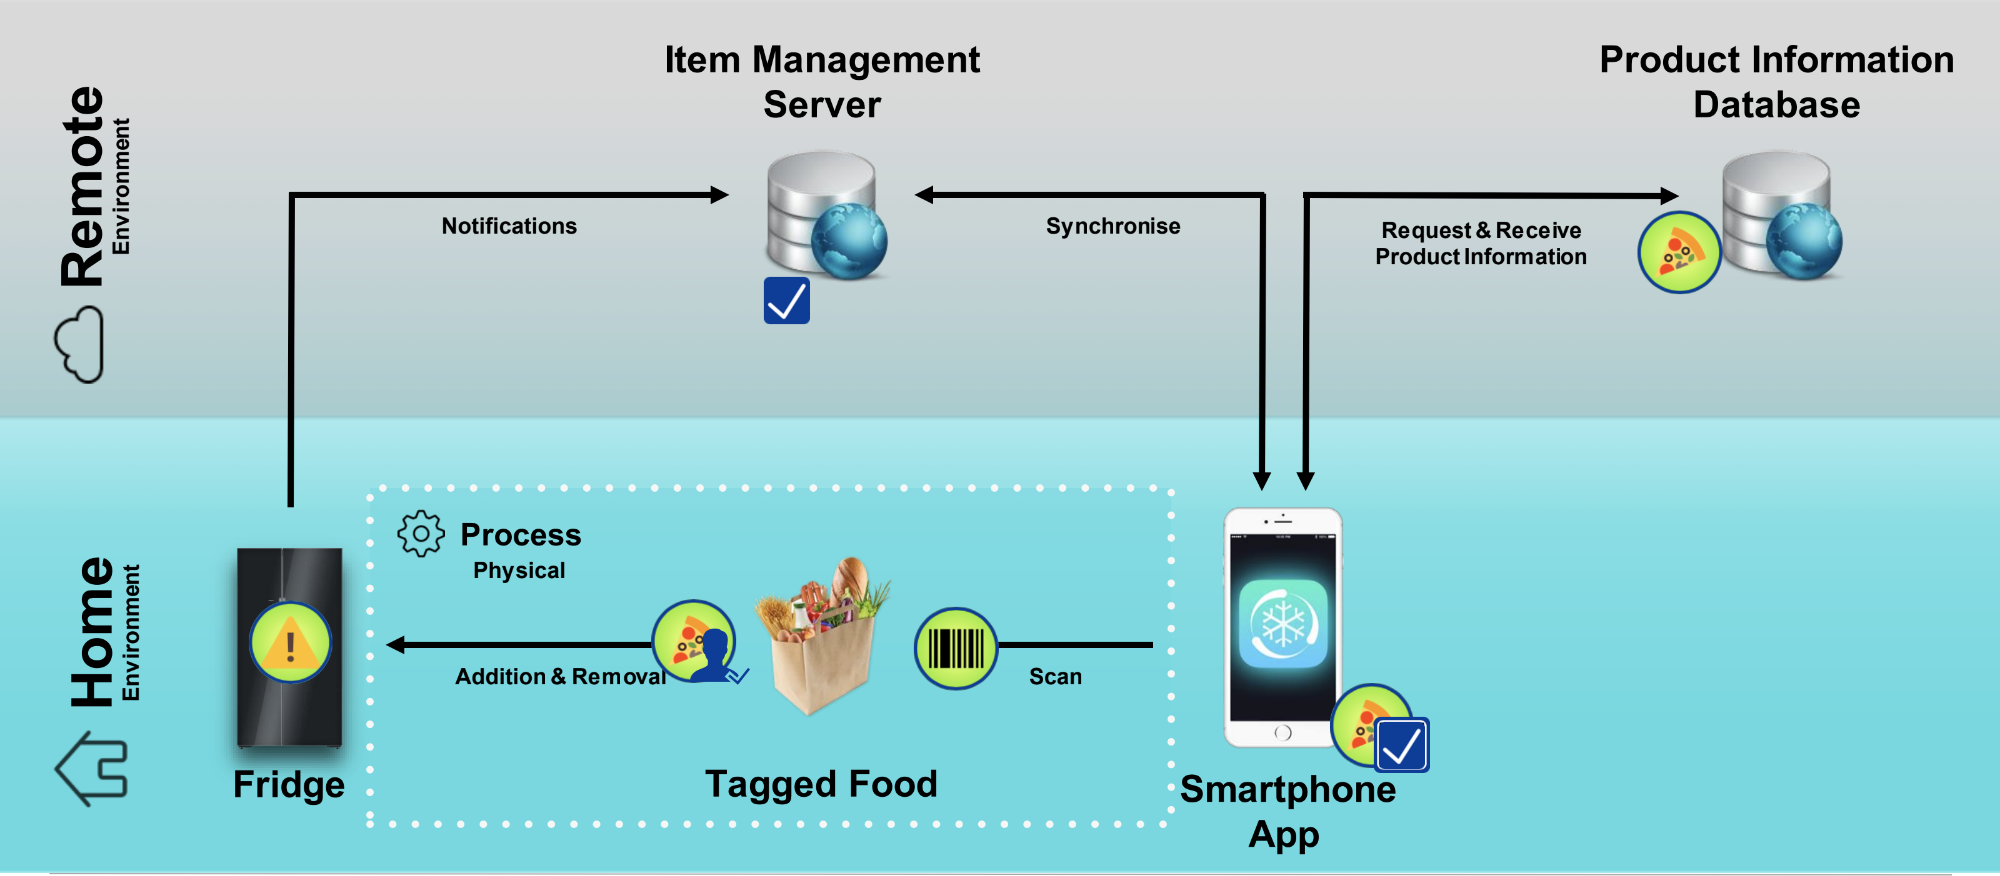 Item Management
Server
Product Information
Database
Remote
Environment
Notifications
Synchronise
Request & Receive
Product Information
Process
Physical
Home
Environment
Addition & Removal
Scan
Fridge
Tagged Food
Smartphone
App